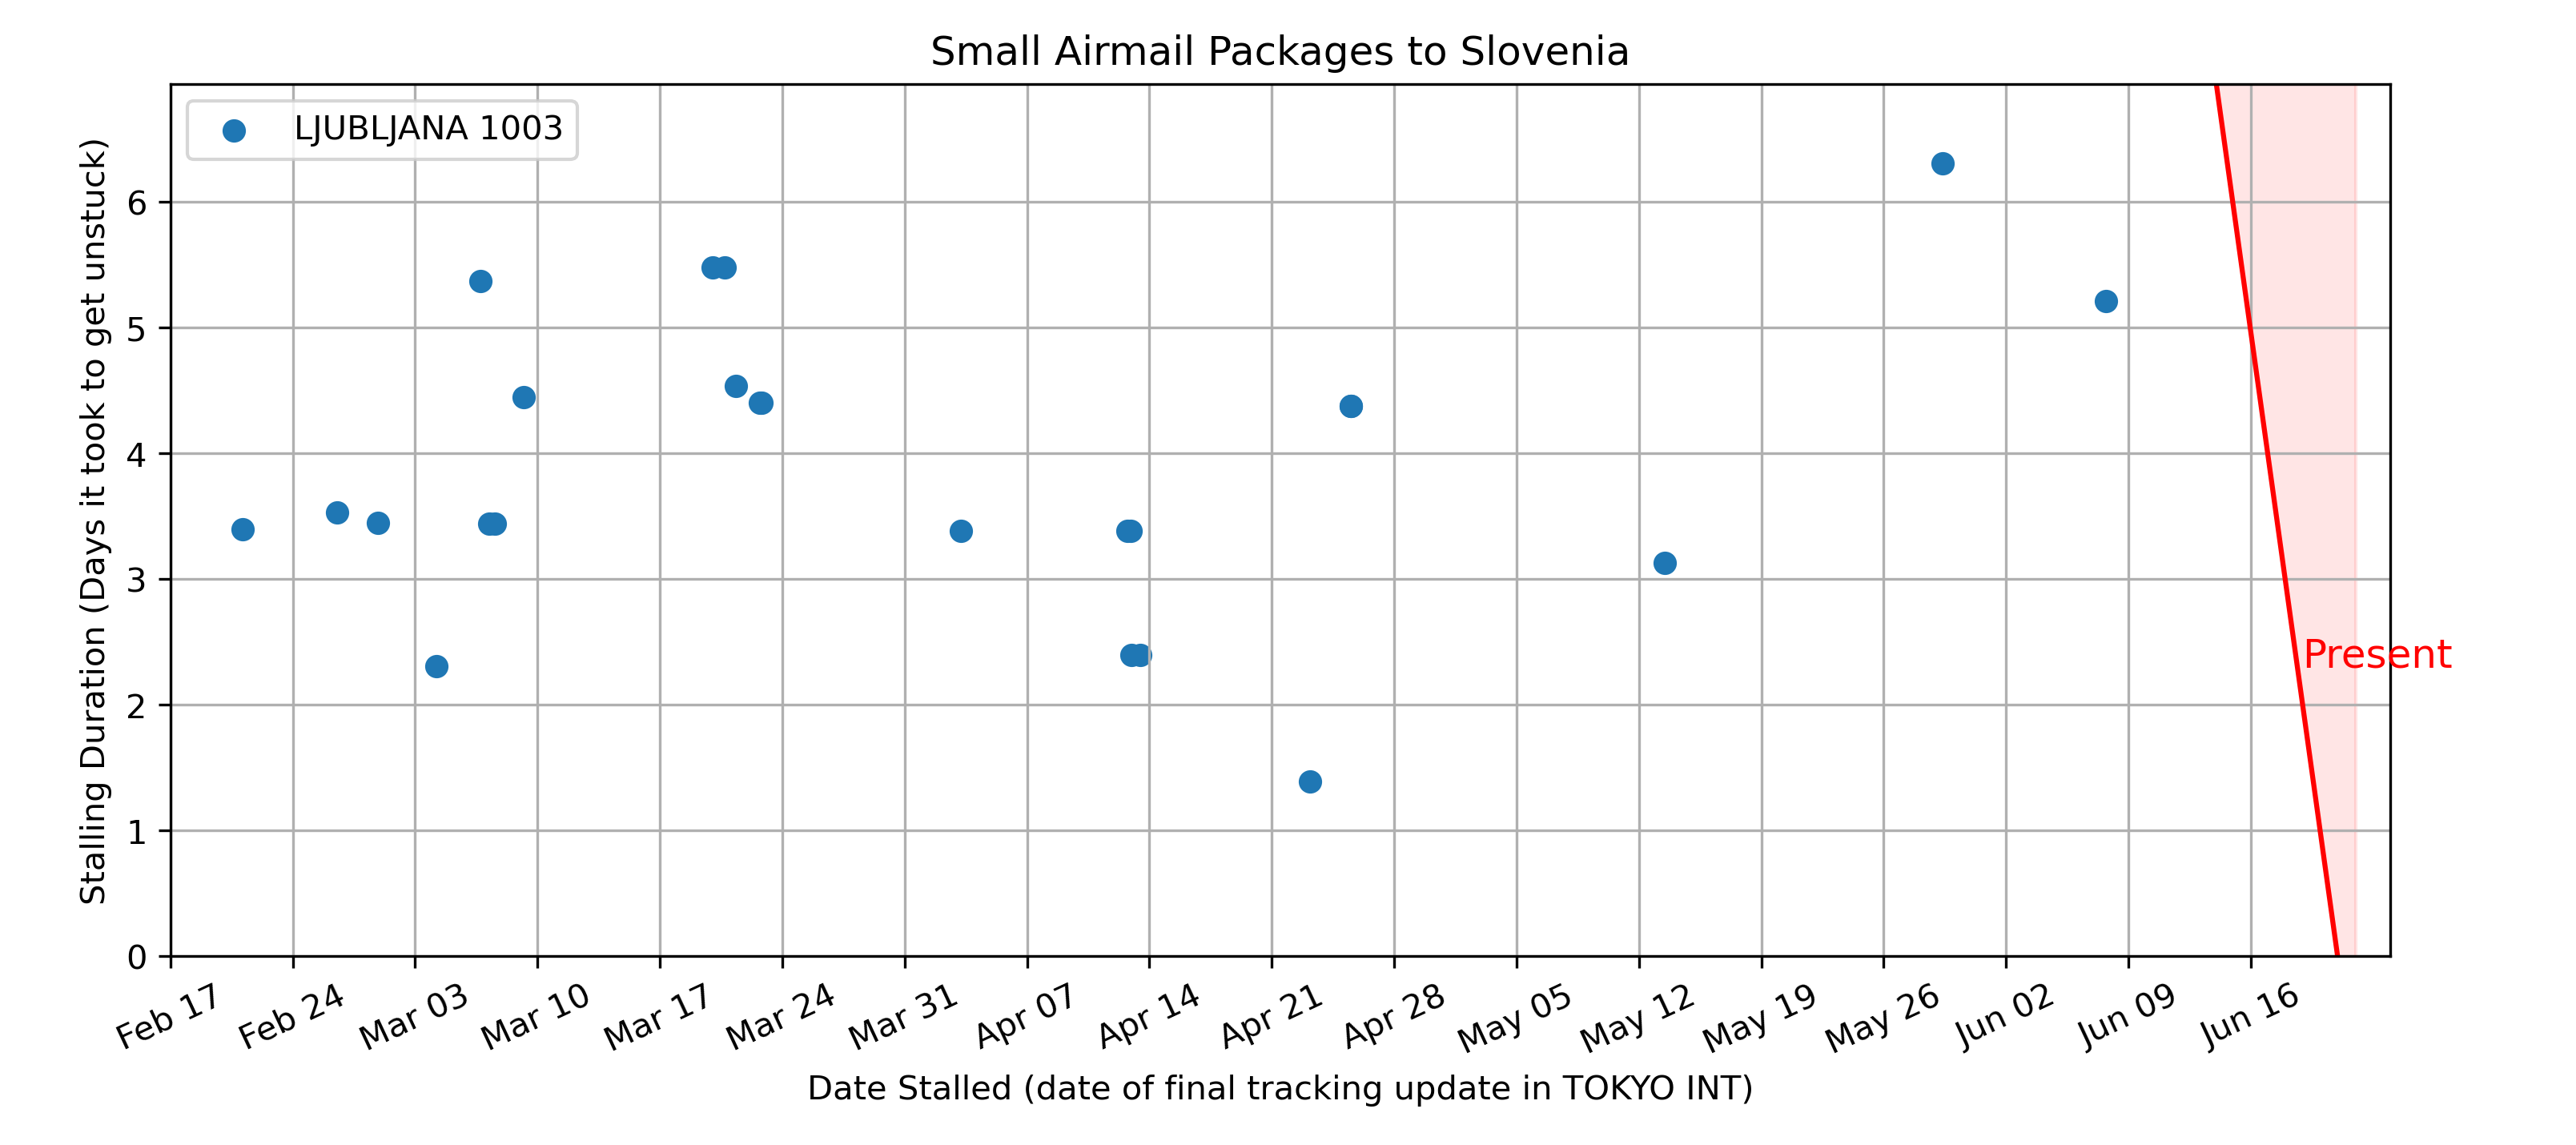 Small Airmail Packages to Slovenia
LJUBLJANA 1003
Stalling Duration (Days it took to get unstuck)
6
5
4
3
2
1
0
Present
Feb 17
Feb 24
Mar 03
Mar 10
Mar 17
Mar 24
Mar 31
Apr 07
Apr 14
Apr 21
Apr 28
May 05
May 12
May 19
May 26
Jun 02
Jun 09
Jun 16
Date Stalled (date of final tracking update in TOKYO INT)